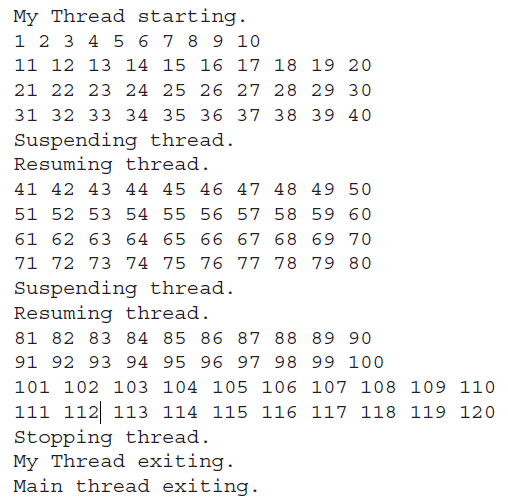 My Thread starting.
1 2 3 4 5 6 7 8 9 10
11 12 13 14 15 16 17 18 19 20
21 22 23 24 25 26 27 28 29 30
31 32 33 34 35 36 37 38 39 40
Suspending thread.
Resuming thread.
41 42 43 44 45 46 47 48 49 50
51 52 53 54 55 56 57 58 59 60
61 62 63 64 65 66 67 68 69 70
71 72 73 74 75 76 77 78 79 80
Suspending thread.
Resuming thread.
81 82 83 84 85 86 87 88 89 90
91 92 93 94 95 96 97 98 99 100
101 102 103 104 105 106 107 108 109 110
111 112 113 114 115 116 117 118 119 120
Stopping thread.
My Thread exiting.
Main thread exiting.